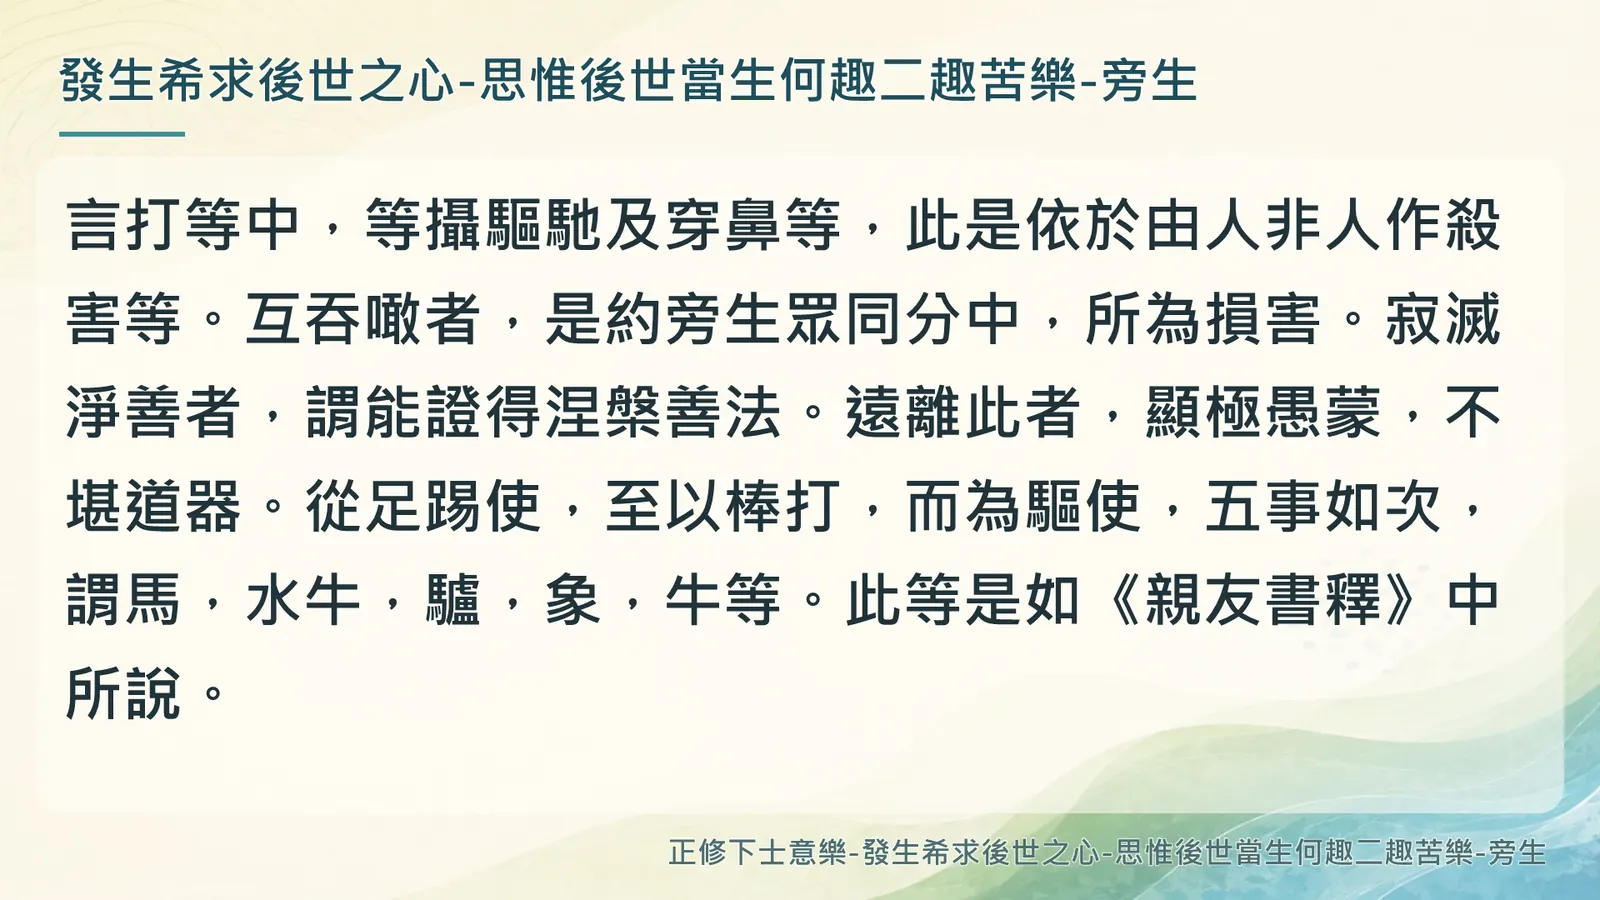 發生希求後世之心-思惟後世當生何趣二趣苦樂-旁生
言打等中，等攝驅馳及穿鼻等，此是依於由人非人作殺
害等。互吞噉者，是約旁生眾同分中，所為損害。寂滅
淨善者，謂能證得涅槃善法。遠離此者，顯極愚蒙，不
堪道器。從足踢使，至以棒打，而為驅使，五事如次，
謂馬，水牛，驢，象，牛等。此等是如《親友書釋》中
所說。
正修下士意樂-發生希求後世之心-思惟後世當生何趣二趣苦樂-旁生